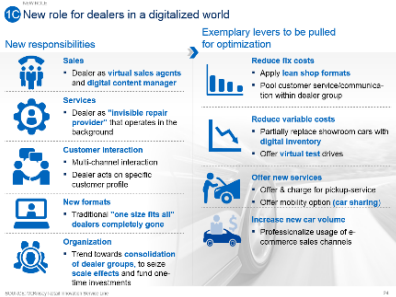 NEW ROLE
1C New role for dealers in a digitalized world
New responsibilities
Sales
Dealer as virtual sales agents
and digital content manager
Services
Dealer as "invisible repair
provider" that operates in the
background
Customer interaction
Multi-channel interaction
Dealer acts on specific
customer profile
New formats
Traditional "one size fits all"
dealers completely gone
Organization
Trend towards consolidation
of dealer groups, to seize
scale effects and fund one-
time investments
Exemplary levers to be pulled
for optimization
Reduce fix costs
Apply lean shop formats
Pool customer service/communica-
tion within dealer group
Reduce variable costs
Partially replace showroom cars with
digital inventory
Offer virtual test drives
Offer new services
Offer & charge for pickup-service
Offer mobility option (car sharing)
Increase new car volume
Professionalize usage of e-
commerce sales channels